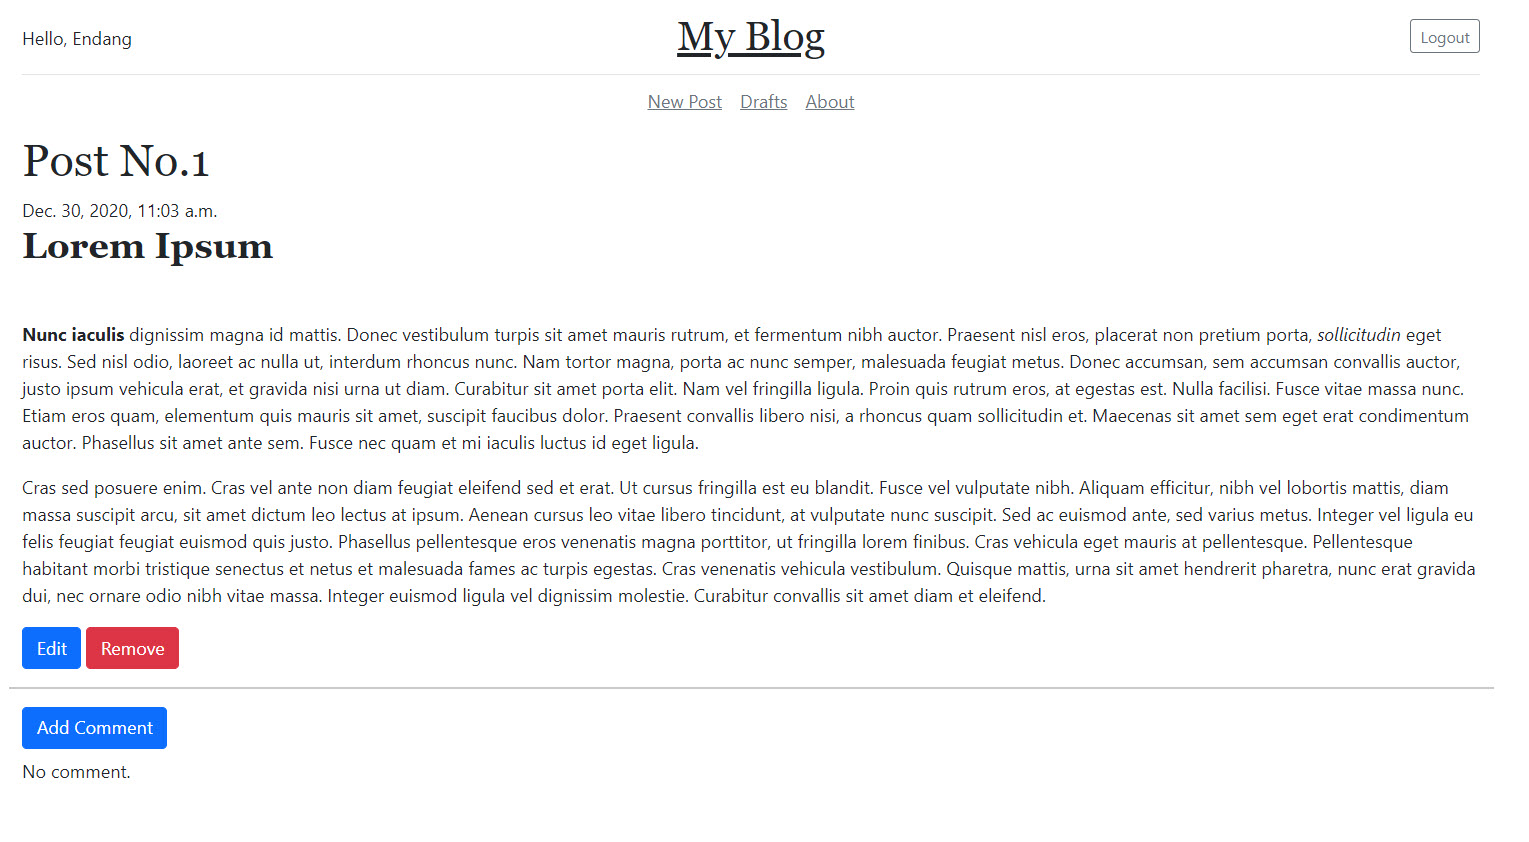 Hello, Endang
My Blog
Logout
New Post Drafts About
Post No.1
Dec. 30, 2020, 11:03 a.m.
Lorem Ipsum
Nunc iaculis dignissim magna id mattis. Donec vestibulum turpis sit amet mauris rutrum, et fermentum nibh auctor. Praesent nisl eros, placerat non pretium porta, sollicitudin eget
risus. Sed nisl odio, laoreet ac nulla ut, interdum rhoncus nunc. Nam tortor magna, porta ac nunc semper, malesuada feugiat metus. Donec accumsan, sem accumsan convallis auctor,
justo ipsum vehicula erat, et gravida nisi urna ut diam. Curabitur sit amet porta elit. Nam vel fringilla ligula. Proin quis rutrum eros, at egestas est. Nulla facilisi. Fusce vitae massa nunc.
Etiam eros quam, elementum quis mauris sit amet, suscipit faucibus dolor. Praesent convallis libero nisi, a rhoncus quam sollicitudin et. Maecenas sit amet sem eget erat condimentum
auctor. Phasellus sit amet ante sem. Fusce nec quam et mi iaculis luctus id eget ligula.
Cras sed posuere enim. Cras vel ante non diam feugiat eleifend sed et erat. Ut cursus fringilla est eu blandit. Fusce vel vulputate nibh. Aliquam efficitur, nibh vel lobortis mattis, diam
massa suscipit arcu, sit amet dictum leo lectus at ipsum. Aenean cursus leo vitae libero tincidunt, at vulputate nunc suscipit. Sed ac euismod ante, sed varius metus. Integer vel ligula eu
felis feugiat feugiat euismod quis justo. Phasellus pellentesque eros venenatis magna porttitor, ut fringilla lorem finibus. Cras vehicula eget mauris at pellentesque. Pellentesque
habitant morbi tristique senectus et netus et malesuada fames ac turpis egestas. Cras venenatis vehicula vestibulum. Quisque mattis, urna sit amet hendrerit pharetra, nunc erat gravida
dui, nec ornare odio nibh vitae massa. Integer euismod ligula vel dignissim molestie. Curabitur convallis sit amet diam et eleifend.
Edit Remove
Add Comment
No comment.